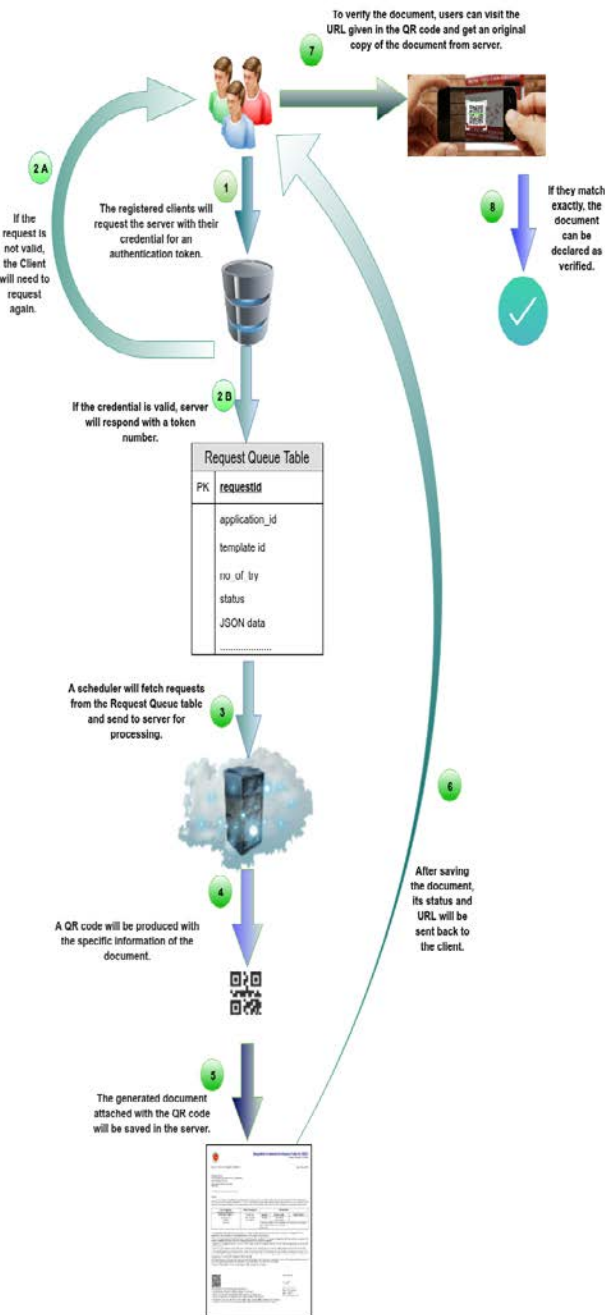 To verify the document, users can visit the
URL given in the QR code and get an original
copy of the document from server.
7
2 A
If the
request is
not valid,
the Client
will need to
request
again.
1
The registered clients will
request the server with their
credential for an
authentication token.
8
If they match
exactly, the
document
can be
declared as
verified.
2 B
If the credential is valid, server
will respond with a token
number.
Request Queue Table
PK requestid
application_id
template id
no_of_try
status
JSON data
...................
3
A scheduler will fetch requests
from the Request Queue table
and send to server for
processing.
4
A QR code will be produced with
the specific information of the
document.
6
After saving
the document,
its status and
URL will be
sent back to
the client.
5
The generated document
attached with the QR code
will be saved in the server.